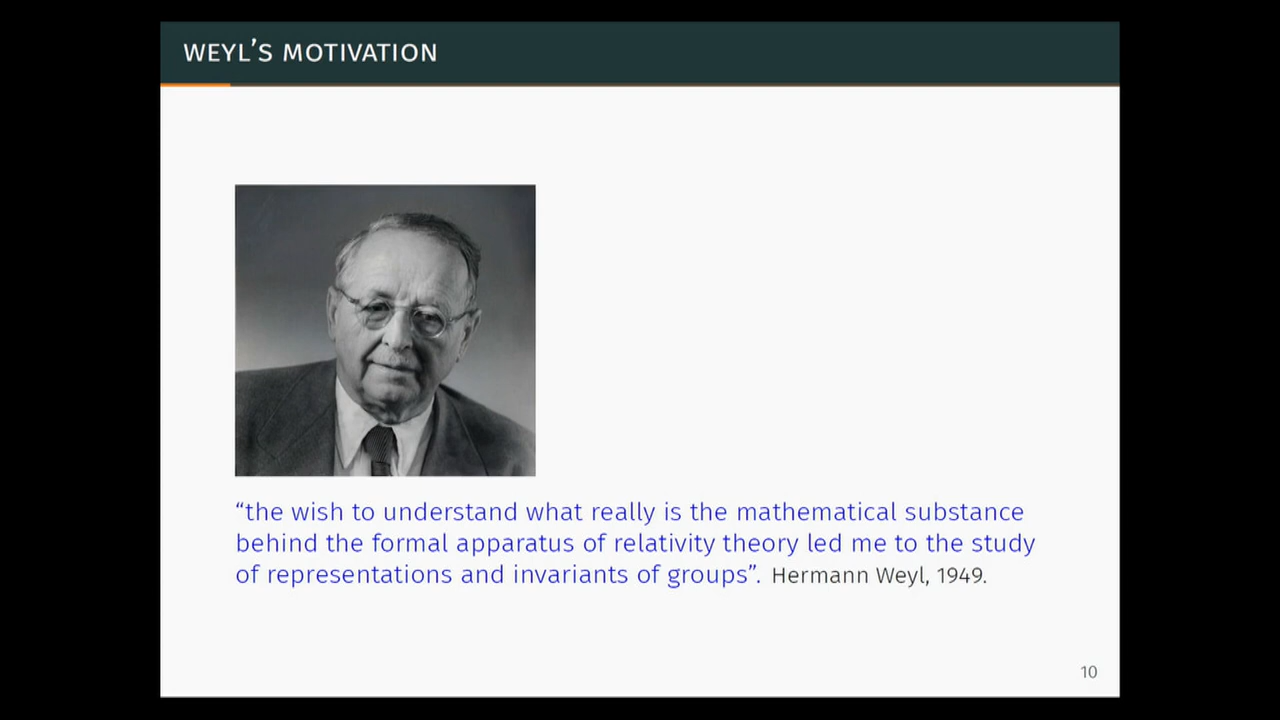 WEYL’S MOTIVATION
“the wish to understand what really is the mathematical substance
behind the formal apparatus of relativity theory led me to the study
of representations and invariants of groups”. Hermann Weyl, 1949.
10